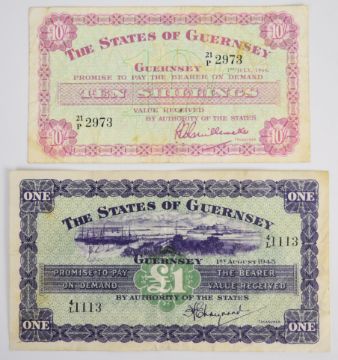 10/- 10/-
THE STATES OF GUERNSEY
21/P 2973
GUERNSEY
PROMISE TO PAY THE BEARER ON DEMAND
TEN SHILLINGS
VALUE RECEIVED
21/P 2973
BY AUTHORITY OF THE STATES
TREASURER
10/- 10/-
ONE ONE
THE STATES OF GUERNSEY
GUERNSEY
1ST AUGUST 1945
1113
PROMISE TO PAY £1 THE BEARER
ON DEMAND VALUE RECEIVED
1113
BY AUTHORITY OF THE STATES
TREASURER
ONE ONE